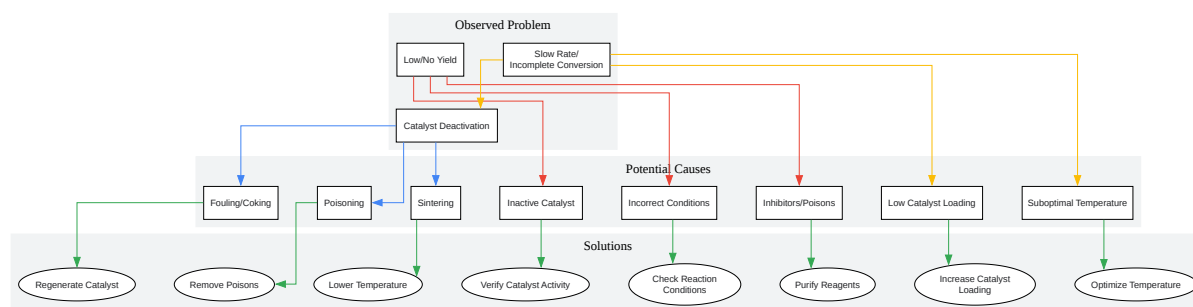 Observed Problem
Low/No Yield
Slow Rate/
Incomplete Conversion
Catalyst Deactivation
Potential Causes
Fouling/Coking
Poisoning
Sintering
Inactive Catalyst
Incorrect Conditions
Inhibitors/Poisons
Low Catalyst Loading
Suboptimal Temperature
Solutions
Regenerate Catalyst
Remove Poisons
Lower Temperature
Verify Catalyst Activity
Check Reaction
Conditions
Purify Reagents
Increase Catalyst
Loading
Optimize Temperature